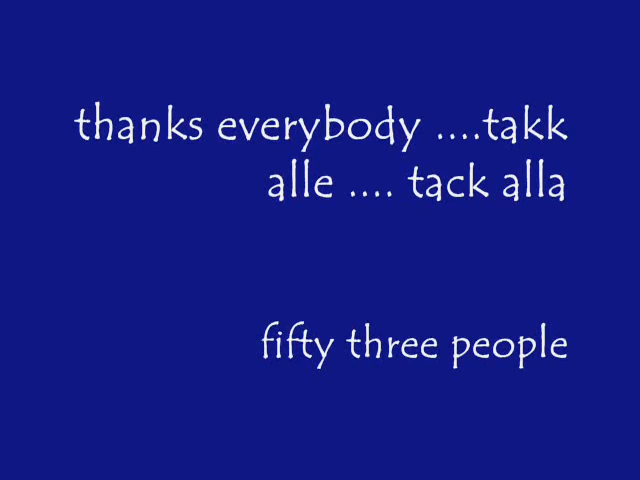 thanks everybody ....takk
alle .... tack alla
fifty three people